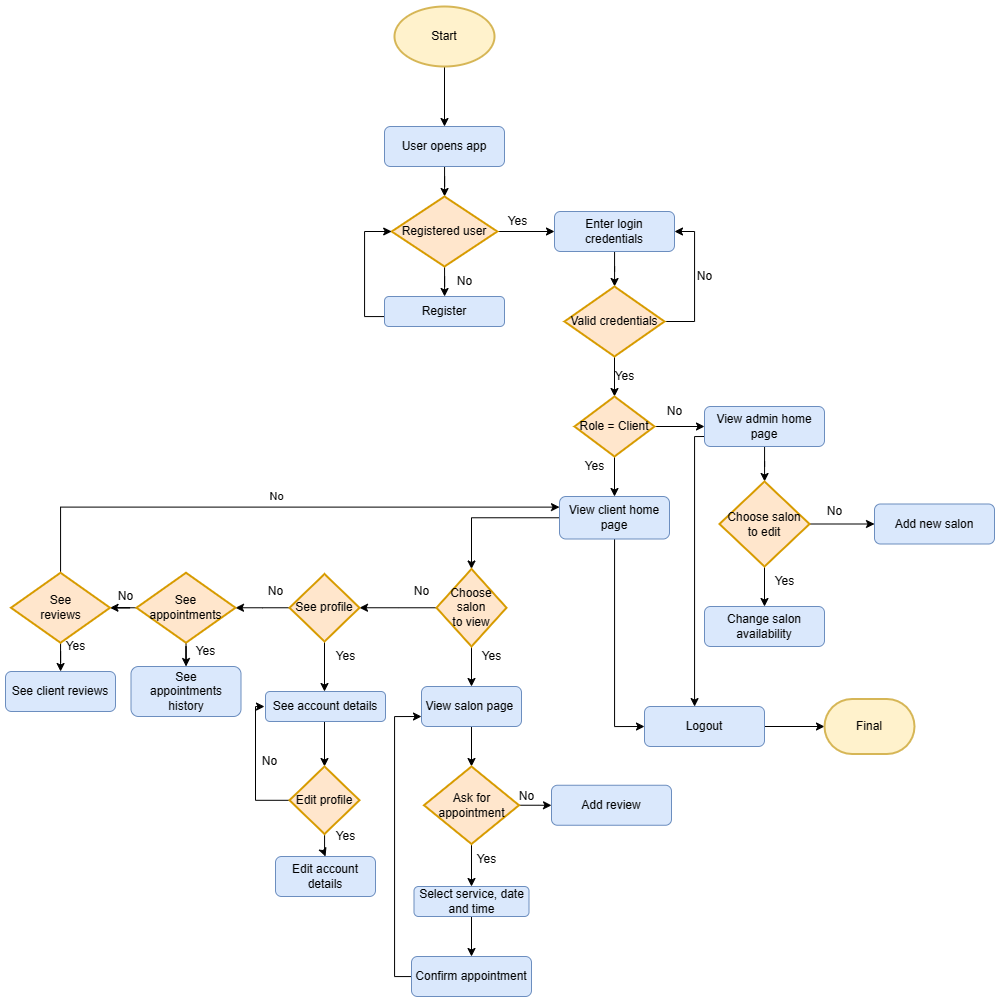 Start
User opens app
Registered user
Yes
Enter login
credentials
No
No
Register
Valid credentials
Yes
Role = Client
No
View admin home
page
Yes
No
View client home
page
Choose salon
to edit
No
Add new salon
See
reviews
No
See
appointments
No
See profile
No
Choose
salon
to view
Yes
Change salon
availability
Yes
Yes
Yes
Yes
See client reviews
See
appointments
history
See account details
View salon page
Logout
Final
No
Edit profile
Ask for
appointment
No
Add review
Yes
Yes
Edit account
details
Select service, date
and time
Confirm appointment